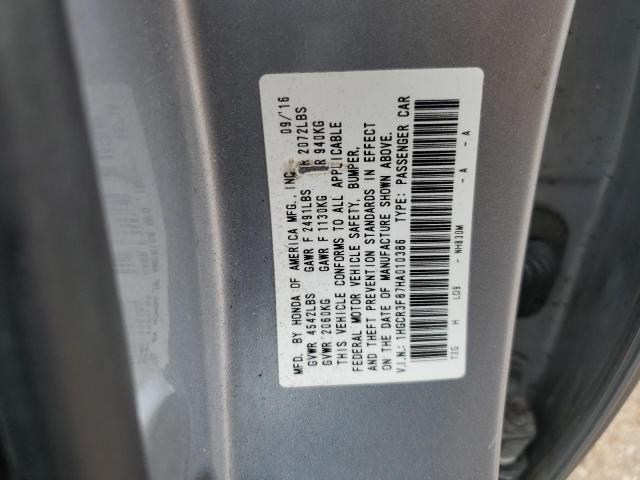 MFD. BY HONDA OF AMERICA MFG., INC. 09/'16
GVWR 4542LBS GAWR F 2491LBS R 2072LBS
GVWR 2060KG GAWR F 1130KG R 940KG
THIS VEHICLE CONFORMS TO ALL APPLICABLE
FEDERAL MOTOR VEHICLE SAFETY, BUMPER,
AND THEFT PREVENTION STANDARDS IN EFFECT
ON THE DATE OF MANUFACTURE SHOWN ABOVE.
V.I.N.: 1HGCR3F87HA010386 TYPE: PASSENGER CAR
T2G H LD9 - NH830M - A - A